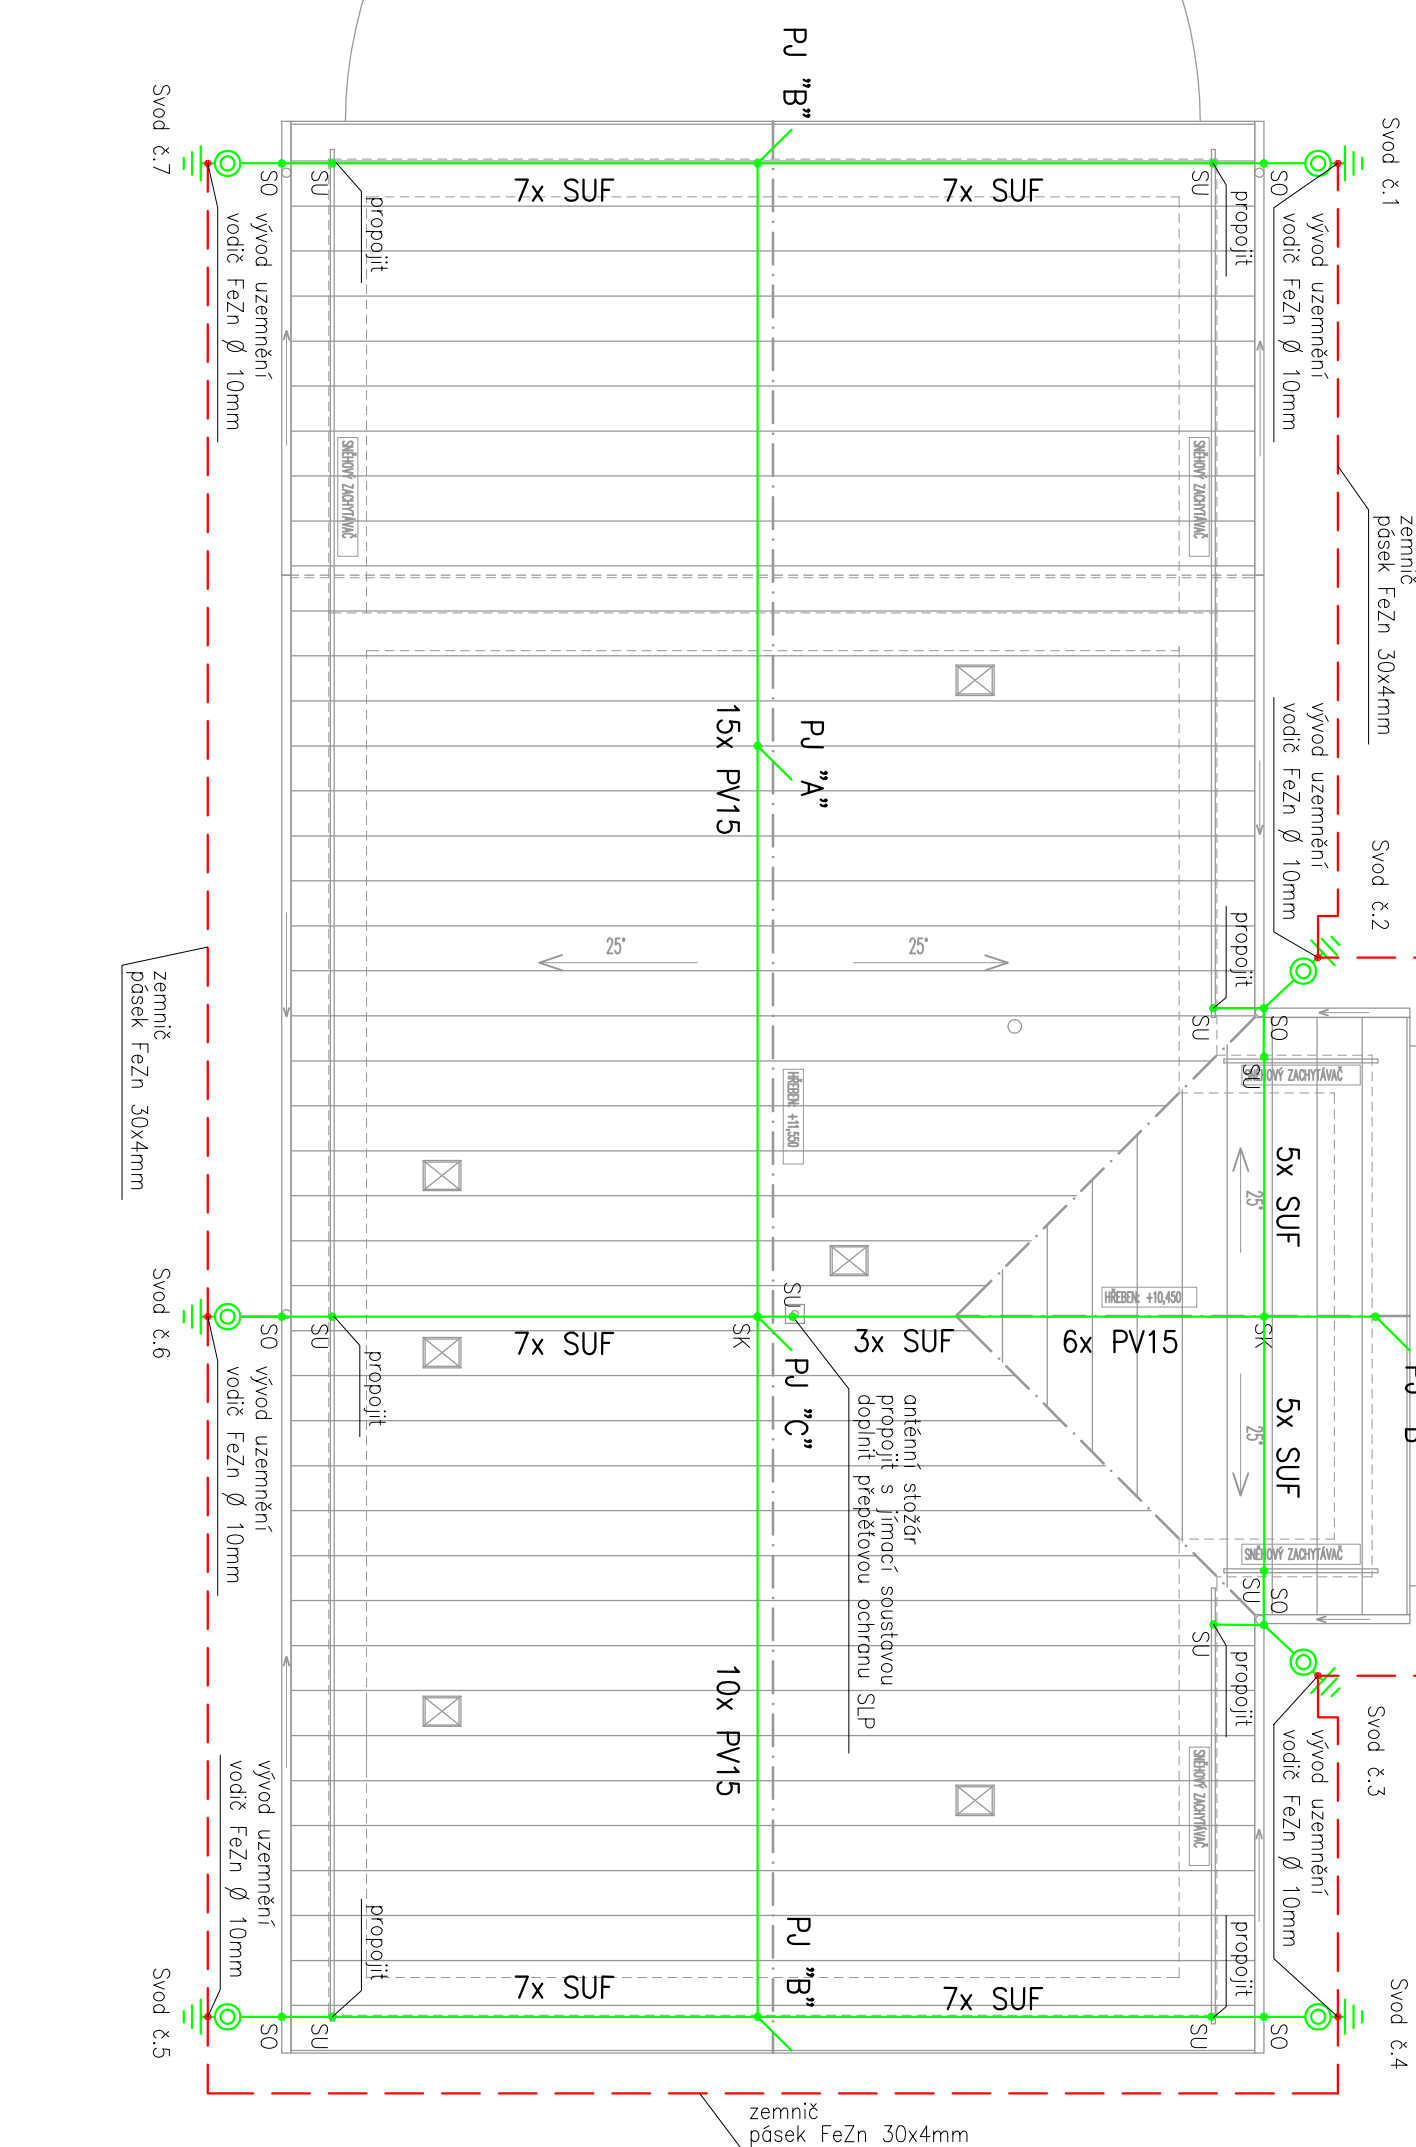 PJ "B"
Svod č.7
Svod č.1
SO
SU
7x SUF
7x SUF
SU
SO
propojit
propojit
vývod uzemnění
vodič FeZn Ø 10mm
vývod uzemnění
vodič FeZn Ø 10mm
SNĚHOVÝ ZACHYTÁVAČ
SNĚHOVÝ ZACHYTÁVAČ
zemnič
pásek FeZn 30x4mm
PJ "A"
15x PV15
vývod uzemnění
vodič FeZn Ø 10mm
Svod č.2
propojit
25°
25°
zemnič
pásek FeZn 30x4mm
SU
SO
SU
SNĚHOVÝ ZACHYTÁVAČ
HŘEBEN: +11,550
5x SUF
25°
HŘEBEN: +10,450
Svod č.6
SO
SU
7x SUF
SK
SU
3x SUF
6x PV15
SK
propojit
PJ "C"
vývod uzemnění
vodič FeZn Ø 10mm
anténní stožár
propojit s jímací soustavou
doplnit přepěťovou ochranu SLP
5x SUF
25°
SNĚHOVÝ ZACHYTÁVAČ
SU
SO
SU
propojit
10x PV15
Svod č.3
vývod uzemnění
vodič FeZn Ø 10mm
SNĚHOVÝ ZACHYTÁVAČ
vývod uzemnění
vodič FeZn Ø 10mm
propojit
PJ "B"
propojit
7x SUF
7x SUF
Svod č.5
SO
SU
SU
SO
Svod č.4
zemnič
pásek FeZn 30x4mm